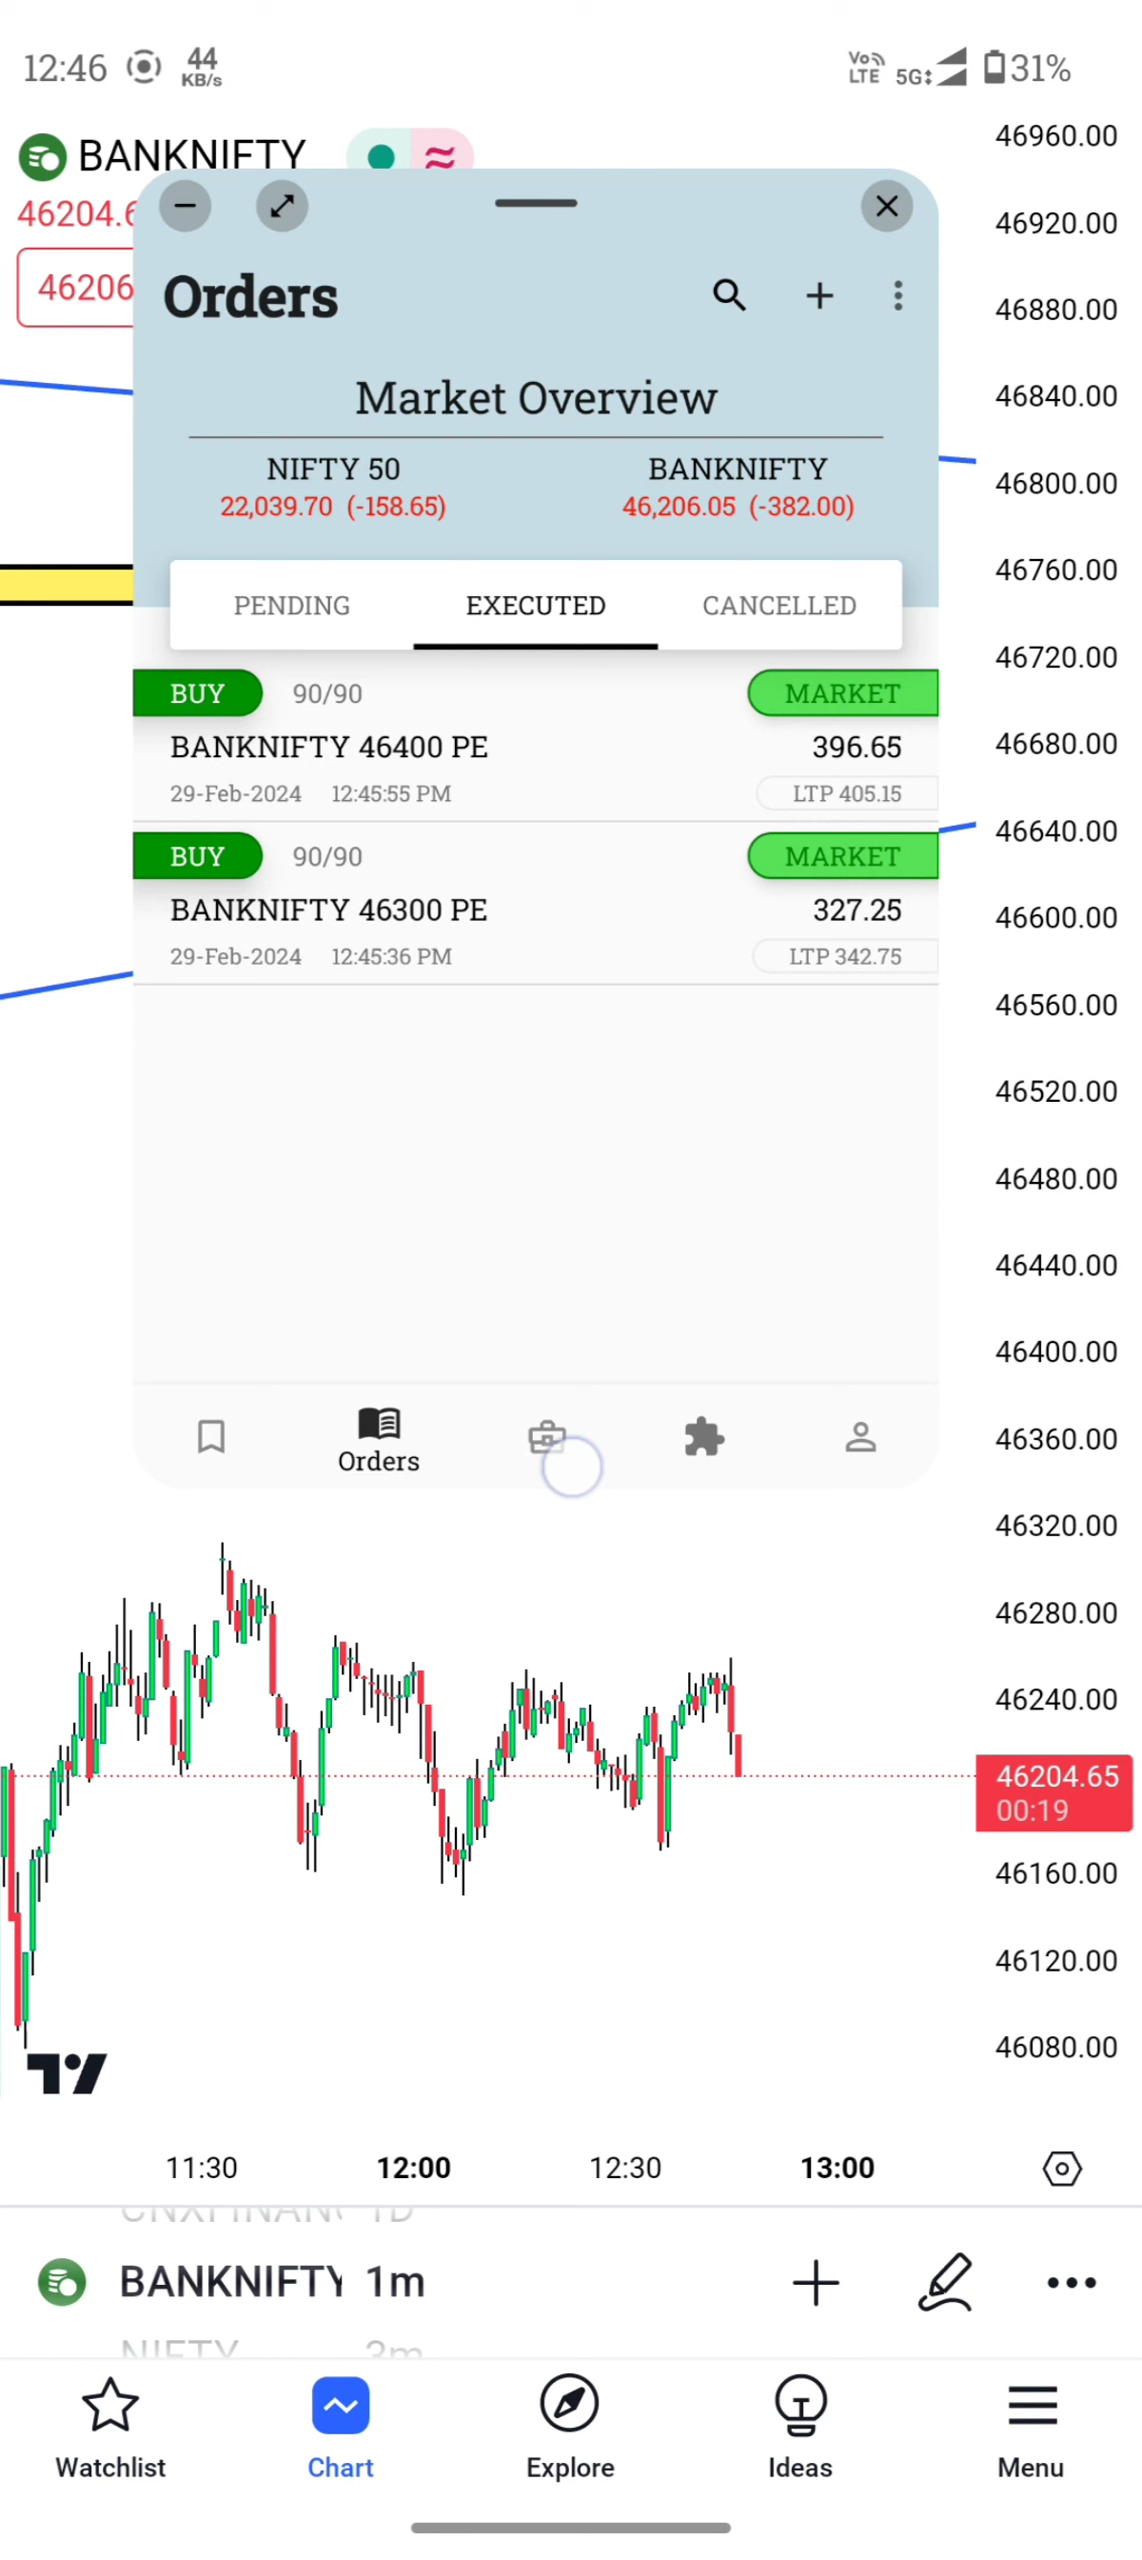 12:46 44 KB/s Vo LTE 5G 31%
BANKNIFTY
46204.6
46206
Orders
Market Overview
NIFTY 50 BANKNIFTY
22,039.70 (-158.65) 46,206.05 (-382.00)
PENDING EXECUTED CANCELLED
BUY 90/90 MARKET
BANKNIFTY 46400 PE 396.65
29-Feb-2024 12:45:55 PM LTP 405.15
BUY 90/90 MARKET
BANKNIFTY 46300 PE 327.25
29-Feb-2024 12:45:36 PM LTP 342.75
Orders
46960.00
46920.00
46880.00
46840.00
46800.00
46760.00
46720.00
46680.00
46640.00
46600.00
46560.00
46520.00
46480.00
46440.00
46400.00
46360.00
46320.00
46280.00
46240.00
46204.65
00:19
46160.00
46120.00
46080.00
11:30 12:00 12:30 13:00
BANKNIFTY 1m
NIFTY 3m
Watchlist Chart Explore Ideas Menu